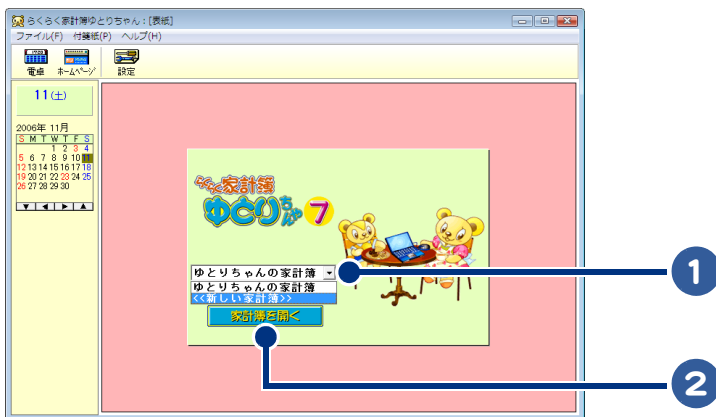 らくらく家計簿ゆとりちゃん:[表紙]
ファイル(F) 付箋紙(P) ヘルプ(H)
電卓 ホームページ 設定
11(土)
2006年 11月
S M T W T F S
1 2 3 4
5 6 7 8 9 10 11
12 13 14 15 16 17 18
19 20 21 22 23 24 25
26 27 28 29 30
らくらく家計簿
ゆとりちゃん7
ゆとりちゃんの家計簿
ゆとりちゃんの家計簿
<<新しい家計簿>>
家計簿を開く
1
2